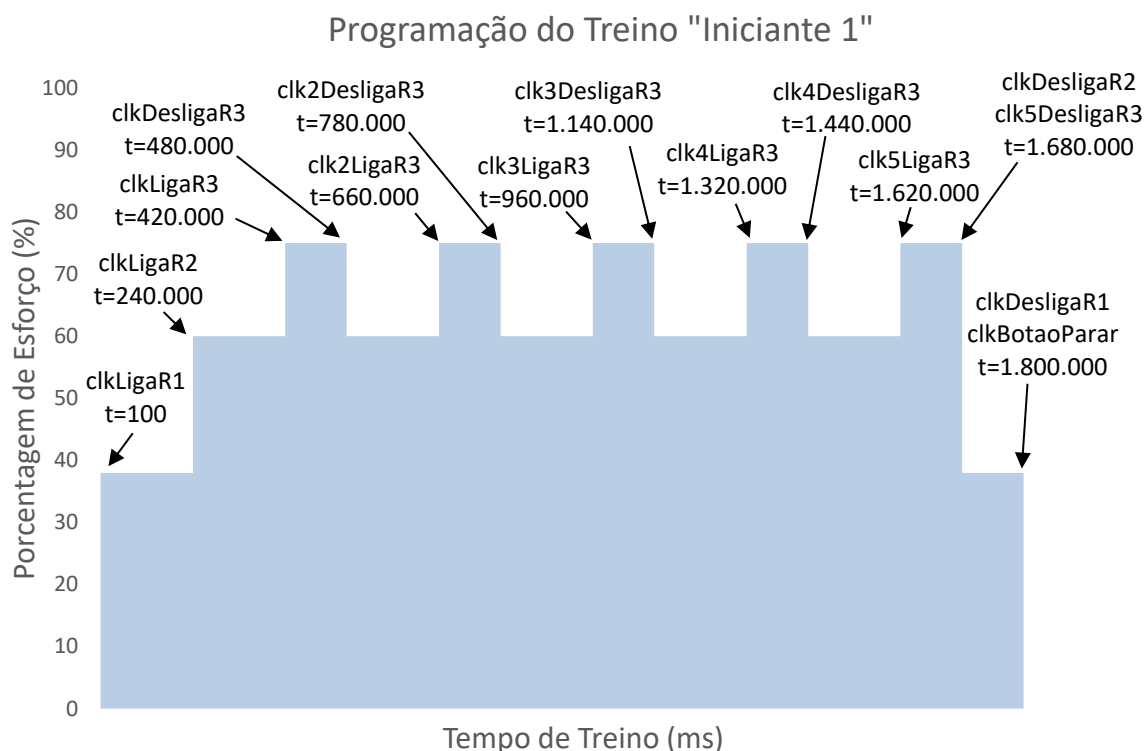 Programação do Treino "Iniciante 1"
Porcentagem de Esforço (%)
100
90
80
70
60
50
40
30
20
10
0
clkLigaR1
t=100
clkLigaR2
t=240.000
clkLigaR3
t=420.000
clkDesligaR3
t=480.000
clk2LigaR3
t=660.000
clk2DesligaR3
t=780.000
clk3LigaR3
t=960.000
clk3DesligaR3
t=1.140.000
clk4LigaR3
t=1.320.000
clk4DesligaR3
t=1.440.000
clk5LigaR3
t=1.620.000
clkDesligaR2
clk5DesligaR3
t=1.680.000
clkDesligaR1
clkBotaoParar
t=1.800.000
Tempo de Treino (ms)